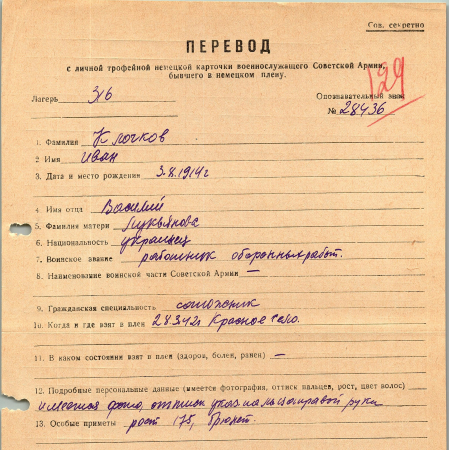 Сов. секретно
ПЕРЕВОД
с личной трофейной немецкой карточки военнослужащего Советской Армии,
бывшего в немецком плену.
129
Лагерь 316
Опознавательный знак
№ 28436
1. Фамилия Клочков
2. Имя Иван
3. Дата и место рождения 3.8.1914г
4. Имя отца Василий
5. Фамилия матери Лукьянова
6. Национальность украинец
7. Воинское звание работник оборонных работ.
8. Наименование воинской части Советской Армии —
9. Гражданская специальность
10. Когда и где взят в плен 28.3.42г Красное село.
11. В каком состоянии взят в плен (здоров, болен, ранен) —
12. Подробные персональные данные (имеется фотография, оттиск пальцев, рост, цвет волос)
имеется фото, оттиск указ пальца правой руки
13. Особые приметы рост 175, брюнет.